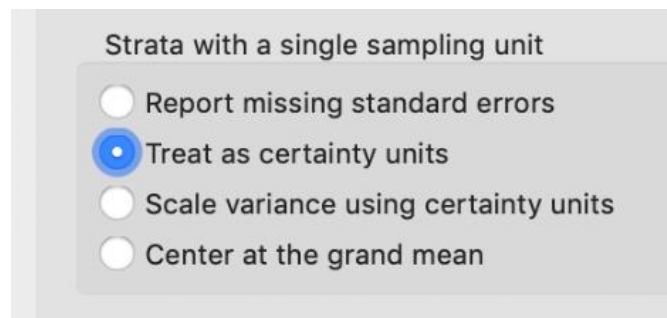 Strata with a single sampling unit
Report missing standard errors
Treat as certainty units
Scale variance using certainty units
Center at the grand mean